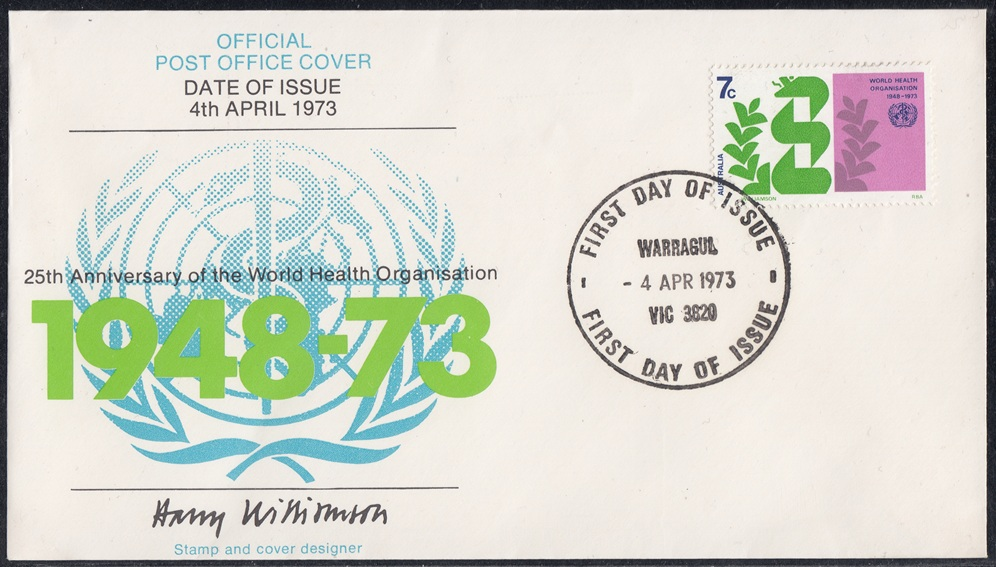 OFFICIAL
POST OFFICE COVER
DATE OF ISSUE
4th APRIL 1973
25th Anniversary of the World Health Organisation
1948-73
Harry Williamson
Stamp and cover designer
7c
WORLD HEALTH
ORGANISATION
1948-1973
AUSTRALIA
RBA
FIRST DAY OF ISSUE
WARRAGUL
- 4 APR 1973
VIC 3820
FIRST DAY OF ISSUE